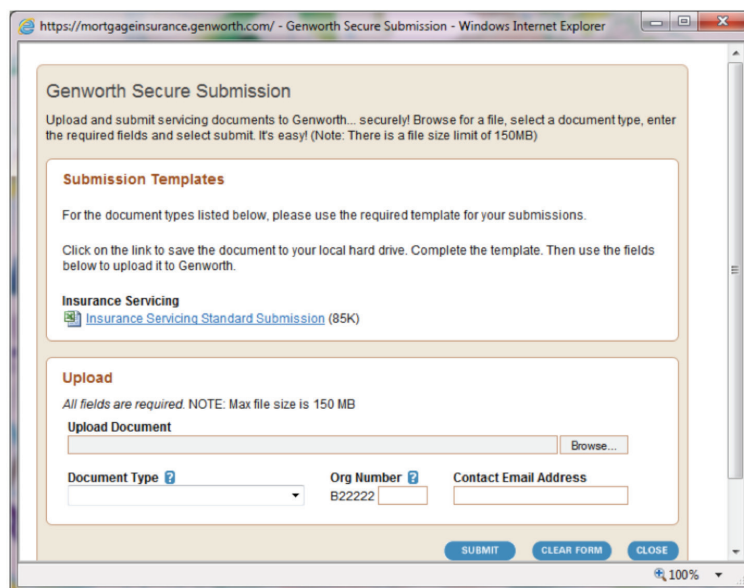 https://mortgageinsurance.genworth.com/ - Genworth Secure Submission - Windows Internet Explorer
Genworth Secure Submission
Upload and submit servicing documents to Genworth... securely! Browse for a file, select a document type, enter
the required fields and select submit. It's easy! (Note: There is a file size limit of 150MB)
Submission Templates
For the document types listed below, please use the required template for your submissions.
Click on the link to save the document to your local hard drive. Complete the template. Then use the fields
below to upload it to Genworth.
Insurance Servicing
Insurance Servicing Standard Submission (85K)
Upload
All fields are required. NOTE: Max file size is 150 MB
Upload Document
Browse...
Document Type ? Org Number ? Contact Email Address
B22222
SUBMIT CLEAR FORM CLOSE
100%